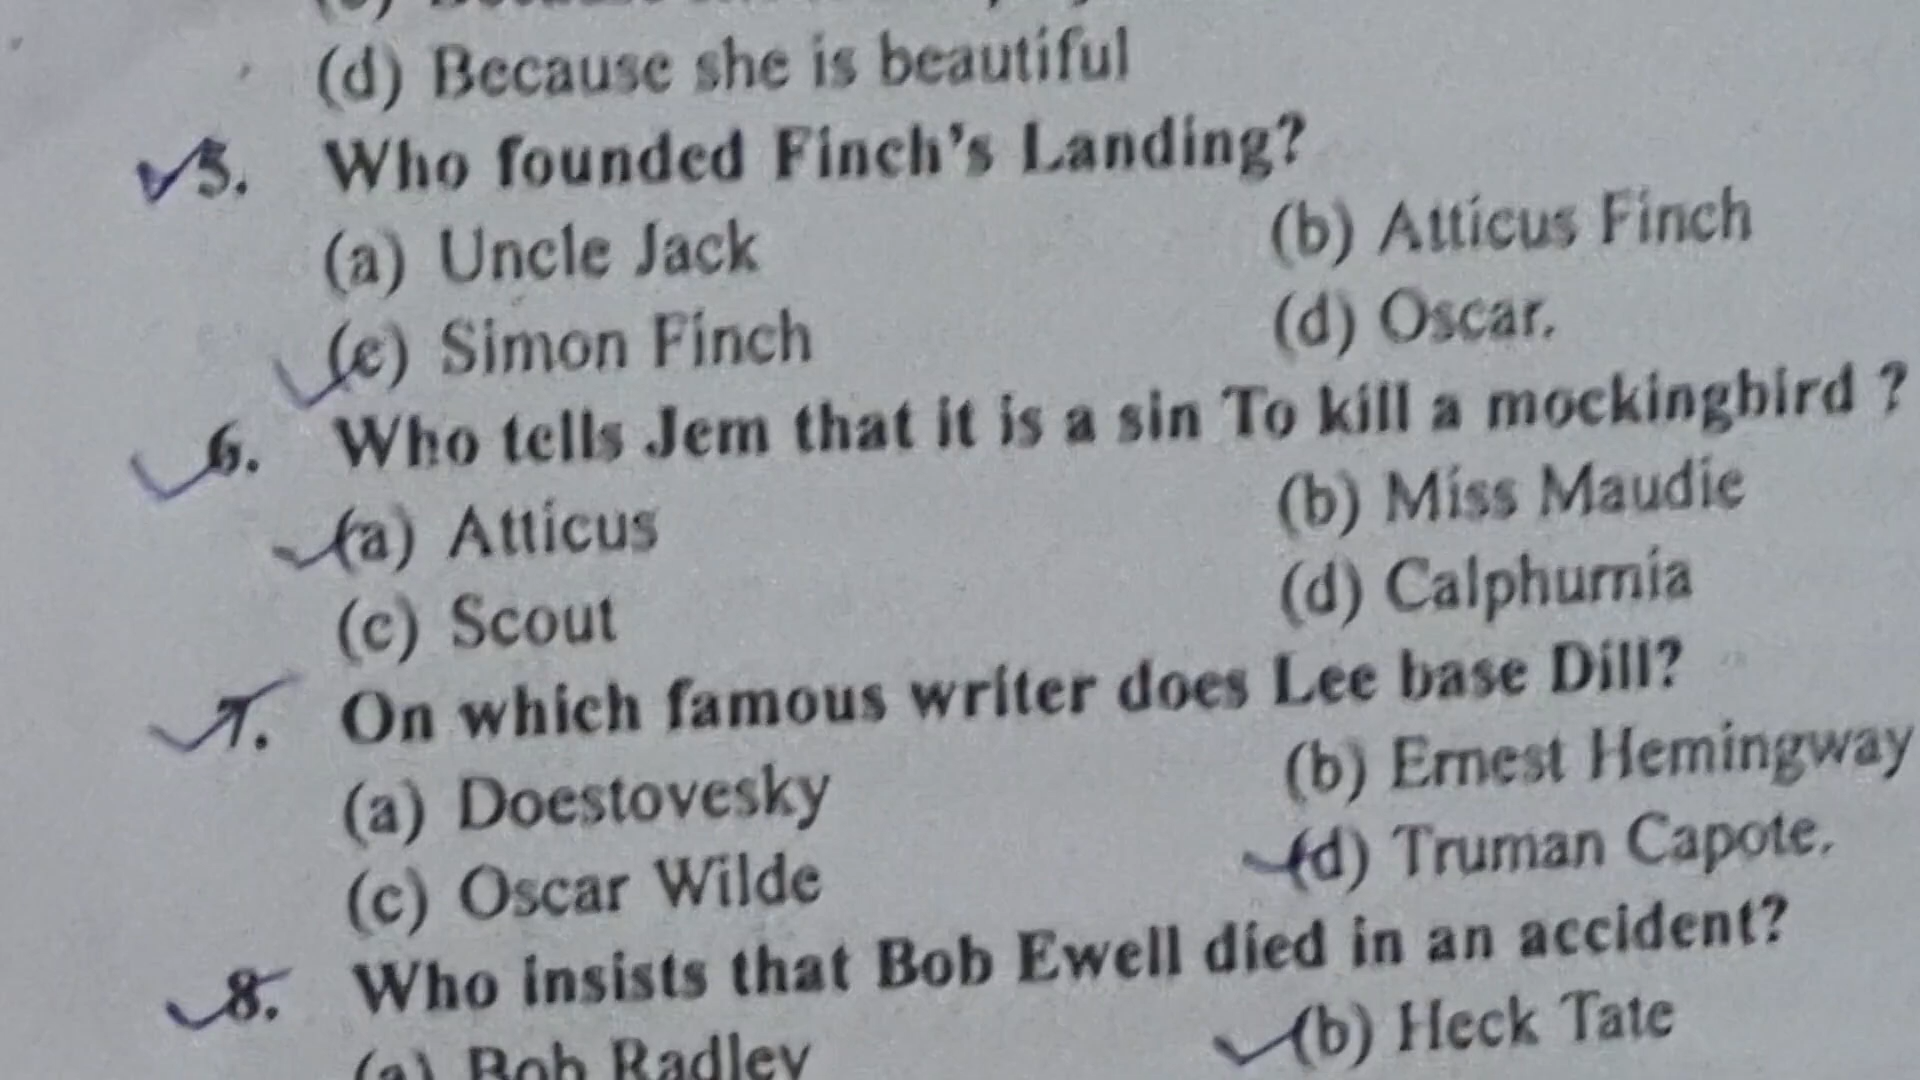 (d) Because she is beautiful
5. Who founded Finch's Landing?
(a) Uncle Jack (b) Atticus Finch
(c) Simon Finch (d) Oscar.
6. Who tells Jem that it is a sin To kill a mockingbird ?
(a) Atticus (b) Miss Maudie
(c) Scout (d) Calphurnia
7. On which famous writer does Lee base Dill?
(a) Doestovesky (b) Ernest Hemingway
(c) Oscar Wilde (d) Truman Capote.
8. Who insists that Bob Ewell died in an accident?
(a) Bob Radley (b) Heck Tate